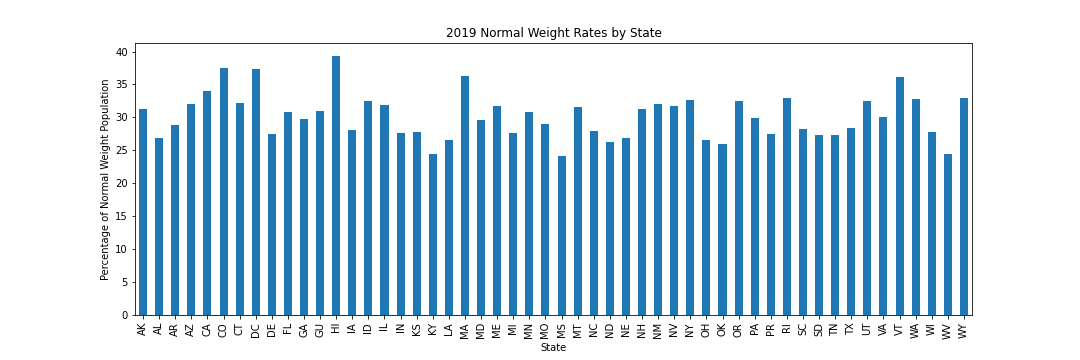 2019 Normal Weight Rates by State
Percentage of Normal Weight Population
40
35
30
25
20
15
10
5
0
AK AL AR AZ CA CO CT DC DE FL GA GU HI IA ID IL IN KS KY LA MA MD ME MI MN MO MS MT NC ND NE NH NM NV NY OH OK OR PA PR RI SC SD TN TX UT VA VT WA WI WV WY
State